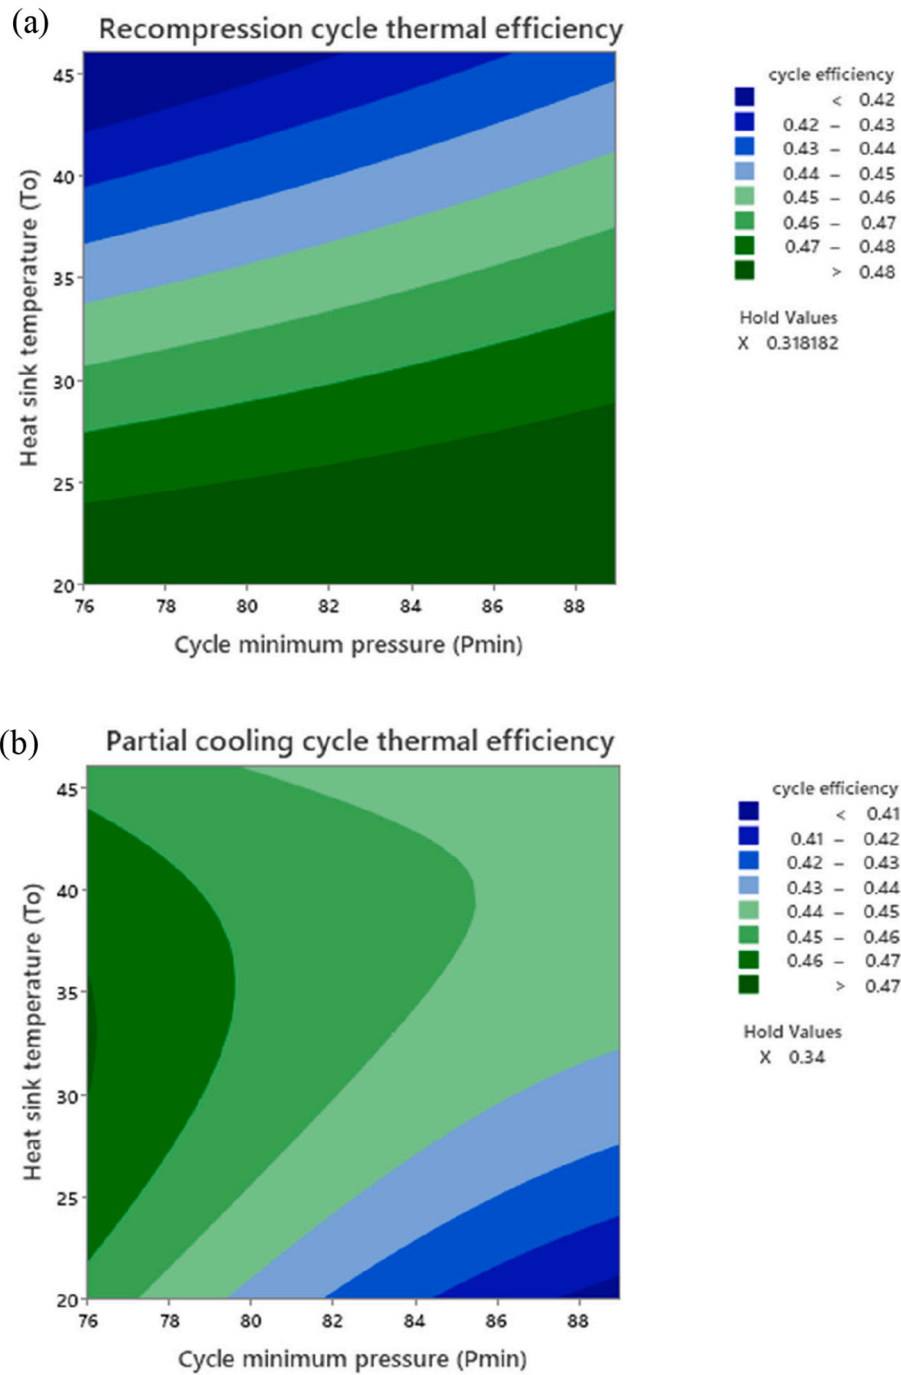 (a)
Recompression cycle thermal efficiency
45
40
35
30
25
20
Heat sink temperature (To)
76 78 80 82 84 86 88
Cycle minimum pressure (Pmin)
cycle efficiency
< 0.42
0.42 – 0.43
0.43 – 0.44
0.44 – 0.45
0.45 – 0.46
0.46 – 0.47
0.47 – 0.48
> 0.48
Hold Values
X 0.318182
(b)
Partial cooling cycle thermal efficiency
45
40
35
30
25
20
Heat sink temperature (To)
76 78 80 82 84 86 88
Cycle minimum pressure (Pmin)
cycle efficiency
< 0.41
0.41 – 0.42
0.42 – 0.43
0.43 – 0.44
0.44 – 0.45
0.45 – 0.46
0.46 – 0.47
> 0.47
Hold Values
X 0.34